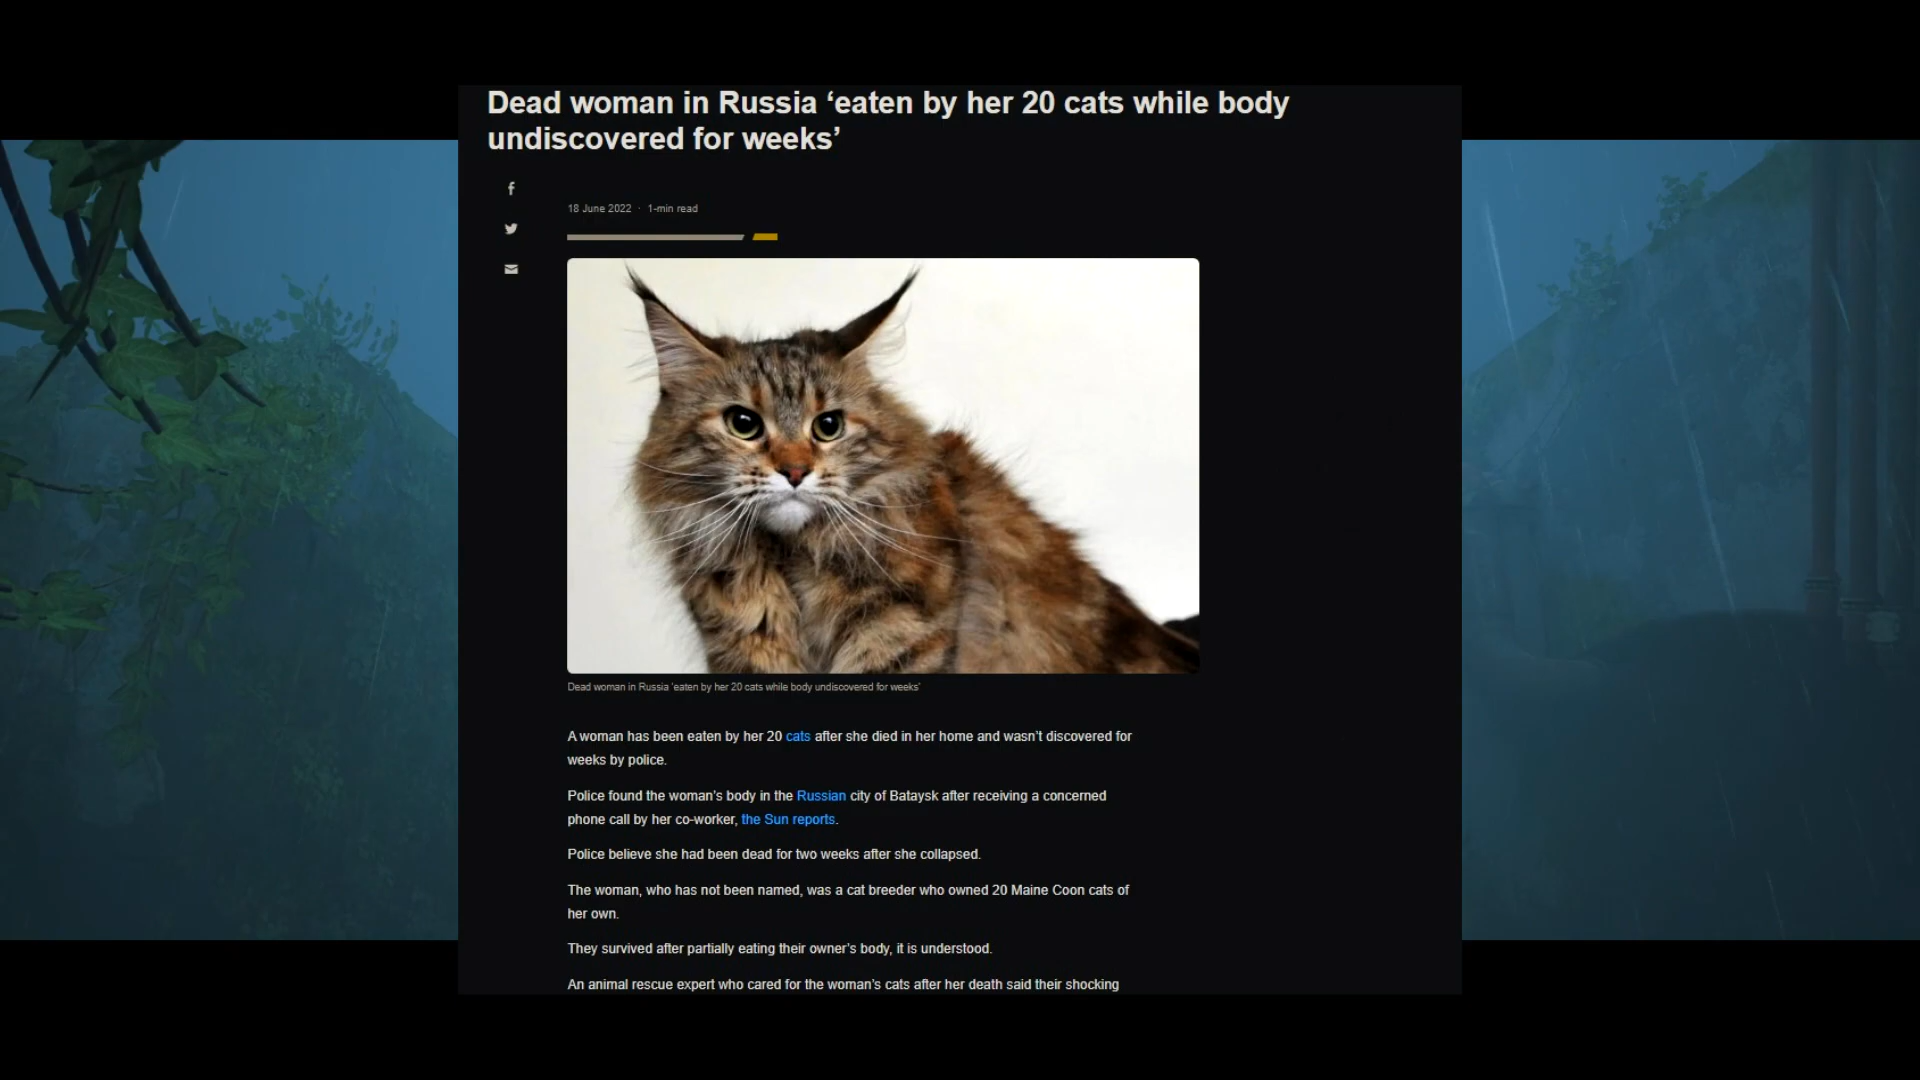 Dead woman in Russia ‘eaten by her 20 cats while body
undiscovered for weeks’
18 June 2022 · 1-min read
Dead woman in Russia ‘eaten by her 20 cats while body undiscovered for weeks’
A woman has been eaten by her 20 cats after she died in her home and wasn’t discovered for
weeks by police.
Police found the woman’s body in the Russian city of Bataysk after receiving a concerned
phone call by her co-worker, the Sun reports.
Police believe she had been dead for two weeks after she collapsed.
The woman, who has not been named, was a cat breeder who owned 20 Maine Coon cats of
her own.
They survived after partially eating their owner’s body, it is understood.
An animal rescue expert who cared for the woman’s cats after her death said their shocking